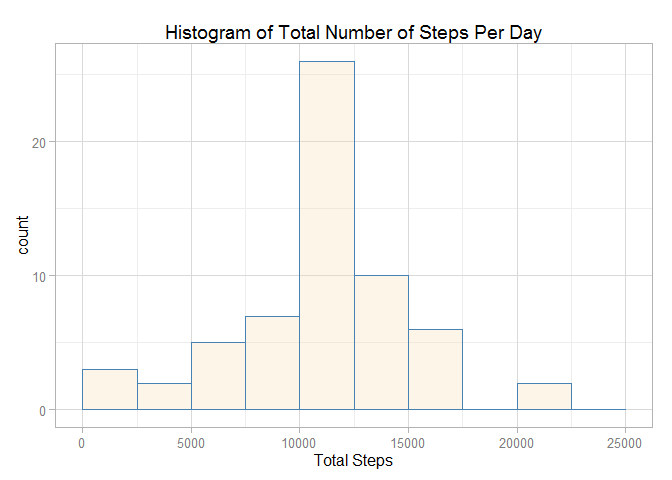 Histogram of Total Number of Steps Per Day
20
10
0
count
0 5000 10000 15000 20000 25000
Total Steps